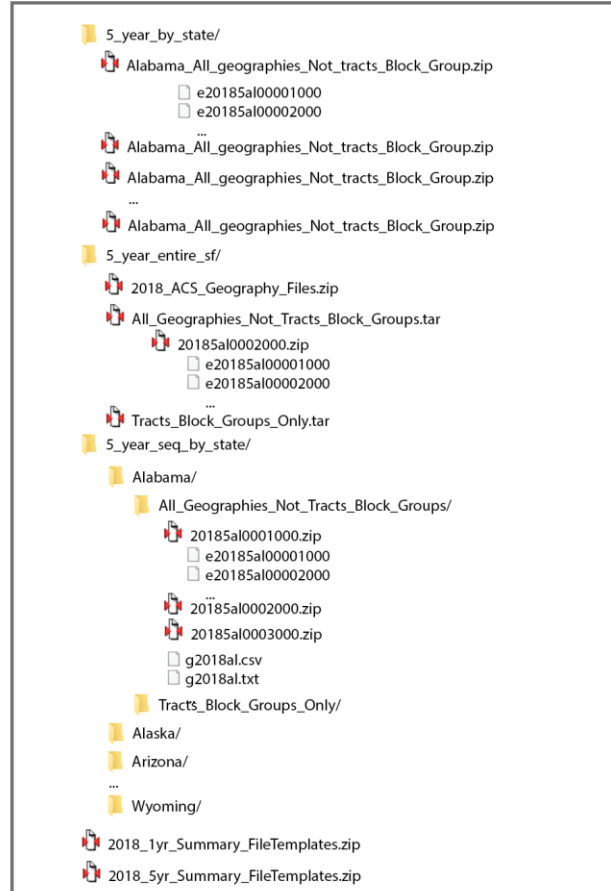 5_year_by_state/
Alabama_All_geographies_Not_tracts_Block_Group.zip
e20185al00001000
e20185al00002000
...
Alabama_All_geographies_Not_tracts_Block_Group.zip
Alabama_All_geographies_Not_tracts_Block_Group.zip
...
Alabama_All_geographies_Not_tracts_Block_Group.zip
5_year_entire_sf/
2018_ACS_Geography_Files.zip
All_Geographies_Not_Tracts_Block_Groups.tar
20185al0002000.zip
e20185al00001000
e20185al00002000
...
Tracts_Block_Groups_Only.tar
5_year_seq_by_state/
Alabama/
All_Geographies_Not_Tracts_Block_Groups/
20185al0001000.zip
e20185al00001000
e20185al00002000
...
20185al0002000.zip
20185al0003000.zip
g2018al.csv
g2018al.txt
Tracts_Block_Groups_Only/
Alaska/
Arizona/
...
Wyoming/
2018_1yr_Summary_FileTemplates.zip
2018_5yr_Summary_FileTemplates.zip